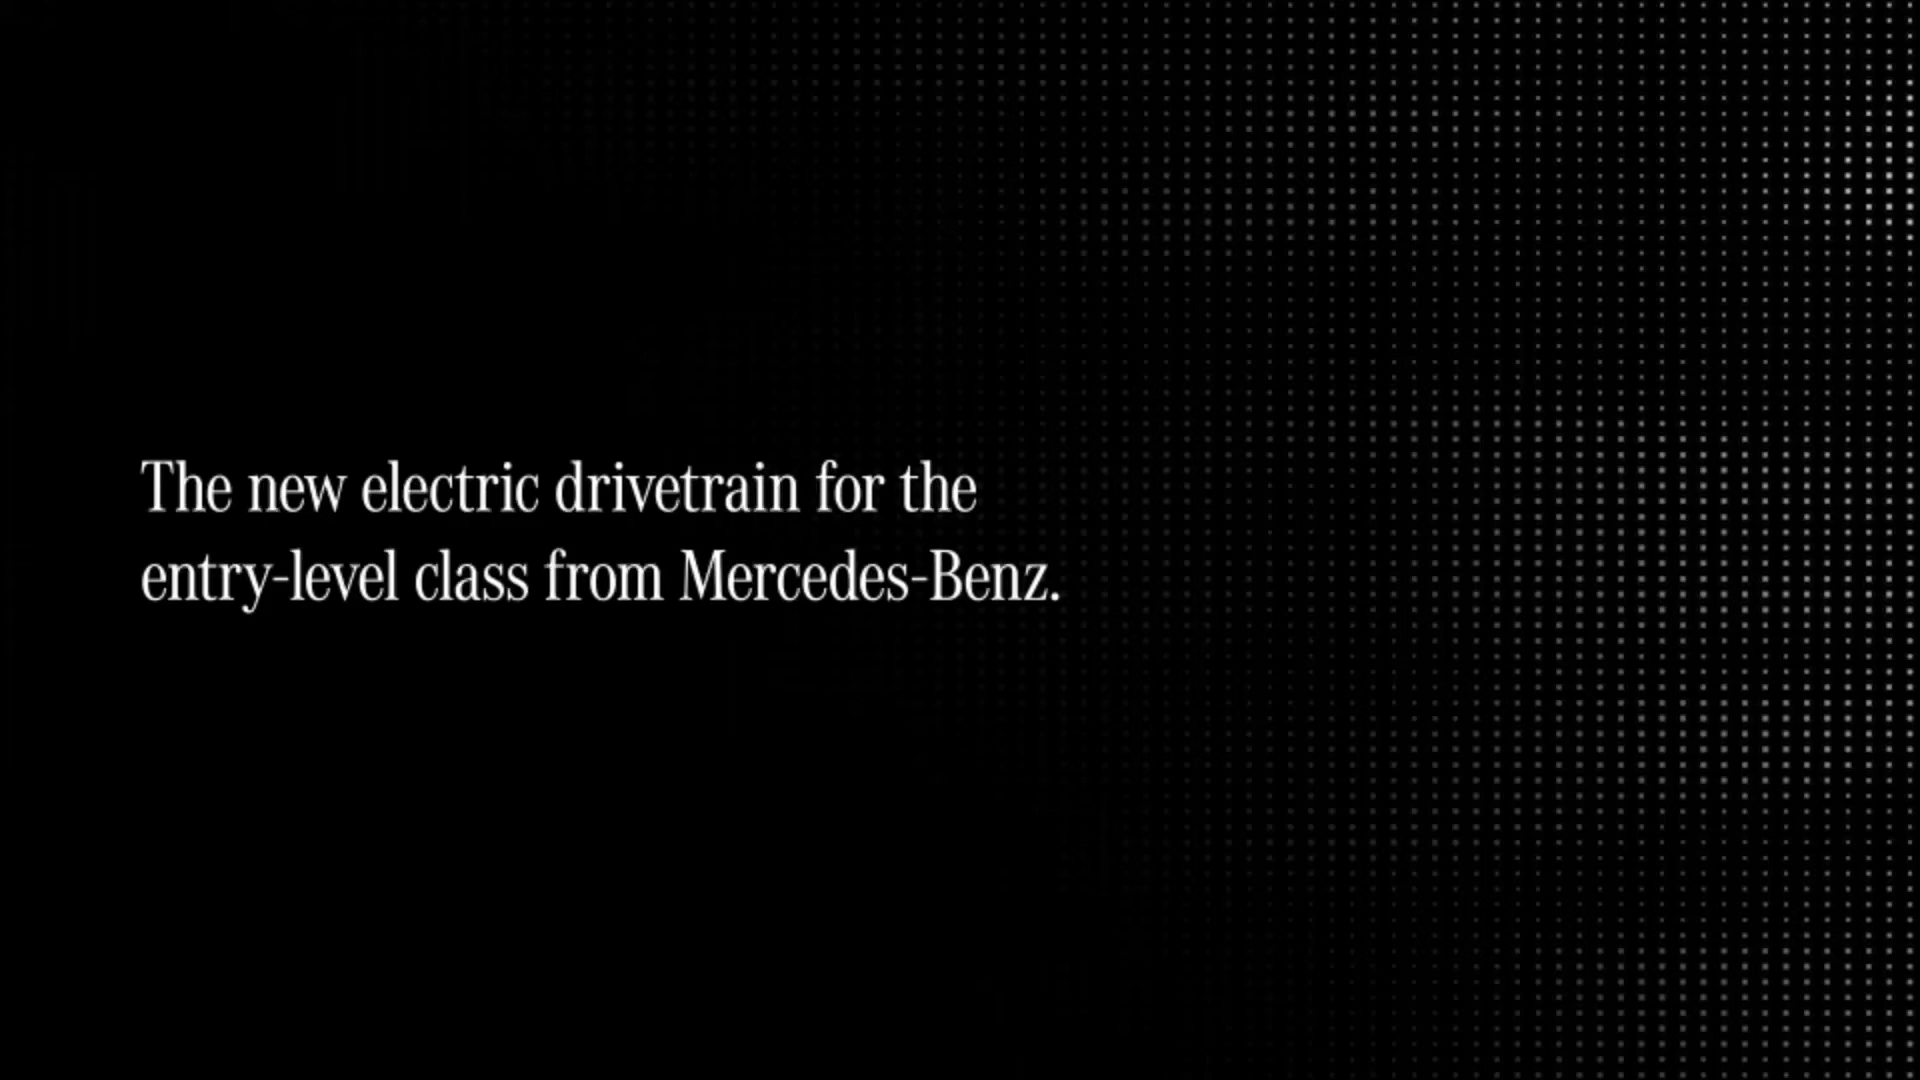 The new electric drivetrain for the
entry-level class from Mercedes-Benz.